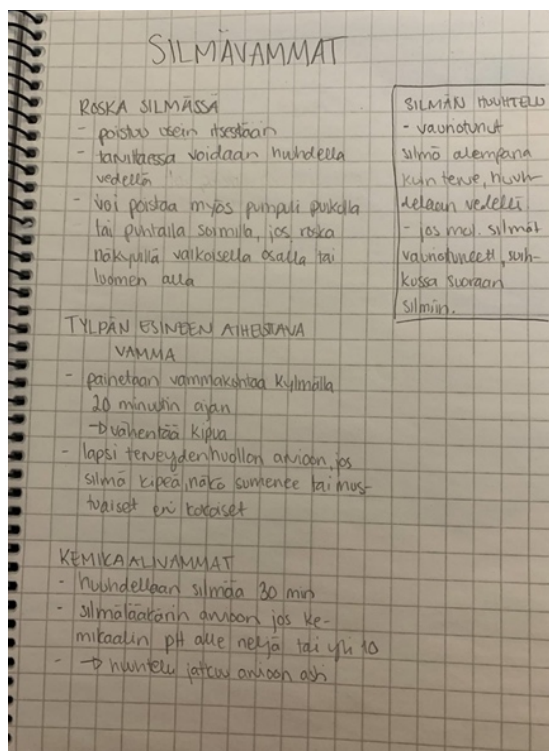 SILMÄVAMMAT
ROSKA SILMÄSSÄ
- poistuu usein itsestään
- tarvittaessa voidaan huuhdella
vedellä
- voi poistaa myös pumpuli puikolla
tai puhtailla sormilla, jos roska
näkyvillä valkoisella osalla tai
luomen alla
SILMÄN HUUHTELU
- vaurioitunut
silmä alempana
kuin terve, huuh-
dellaan vedellä
- jos mol. silmät
vaurioituneet, suih-
kussa suoraan
silmiin.
TYLPÄN ESINEEN AIHEUTTAVA
VAMMA
- painetaan vammakohtaa kylmällä
20 minuutin ajan
→ vähentää kipua
- lapsi terveydenhuollon arvioon, jos
silmä kipeä, näkö sumenee tai mus-
tuaiset eri kokoiset
KEMIKAALIVAMMAT
- huuhdellaan silmää 30 min
- silmälääkärin arvioon jos ke-
mikaalin pH alle neljä tai yli 10
- → huuhtelu jatkuu arvioon asti